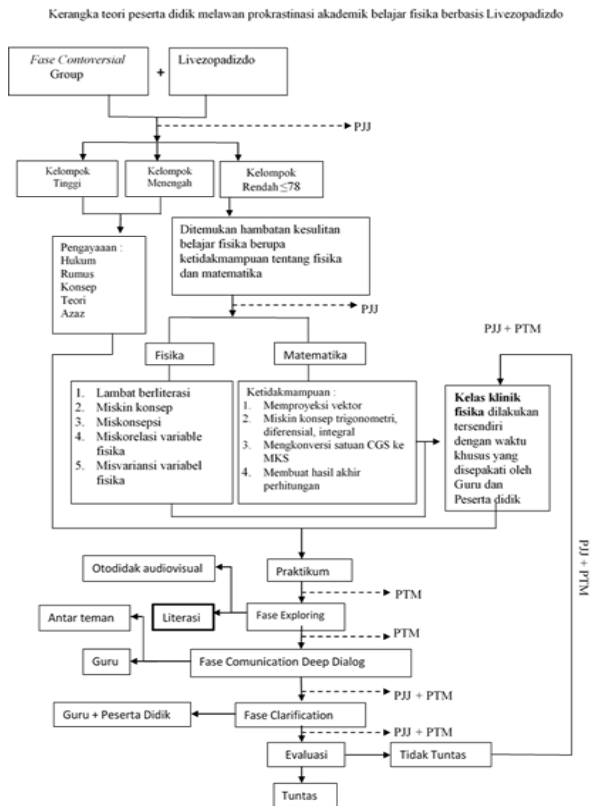 Kerangka teori peserta didik melawan prokrastinasi akademik belajar fisika berbasis Livezopadizdo
Fase Contoversial
Group
+
Livezopadizdo
PJJ
Kelompok
Tinggi
Kelompok
Menengah
Kelompok
Rendah ≤78
Pengayaaan :
Hukum
Rumus
Konsep
Teori
Azaz
Ditemukan hambatan kesulitan
belajar fisika berupa
ketidakmampuan tentang fisika
dan matematika
PJJ
PJJ + PTM
Fisika
Matematika
1. Lambat berliterasi
2. Miskin konsep
3. Miskonsepsi
4. Miskorelasi variable
fisika
5. Misvariansi variabel
fisika
Ketidakmampuan :
1. Memproyeksi vektor
2. Miskin konsep trigonometri,
diferensial, integral
3. Mengkonversi satuan CGS ke
MKS
4. Membuat hasil akhir
perhitungan
Kelas klinik
fisika dilakukan
tersendiri
dengan waktu
khusus yang
disepakati oleh
Guru dan
Peserta didik
PJJ + PTM
Praktikum
Otodidak audiovisual
PTM
Antar teman
Literasi
Fase Exploring
PTM
Guru
Fase Comunication Deep Dialog
PJJ + PTM
Guru + Peserta Didik
Fase Clarification
PJJ + PTM
Evaluasi
Tidak Tuntas
Tuntas